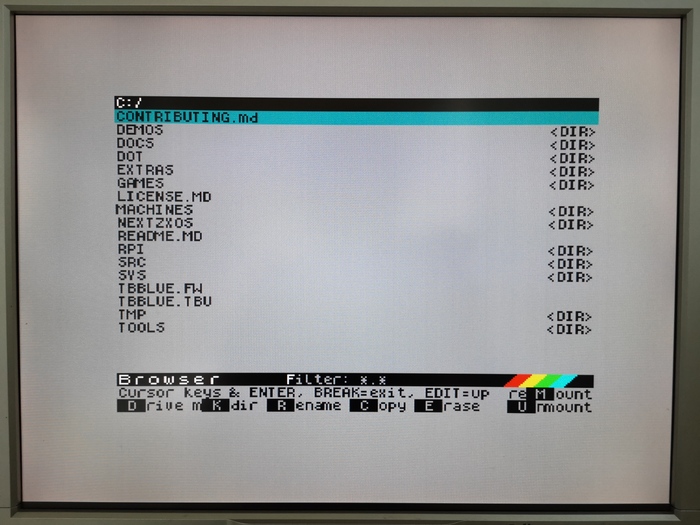 C:/
CONTRIBUTING.md
DEMOS <DIR>
DOCS <DIR>
DOT <DIR>
EXTRAS <DIR>
GAMES <DIR>
LICENSE.MD
MACHINES <DIR>
NEXTZXOS <DIR>
README.MD
RPI <DIR>
SRC <DIR>
SYS <DIR>
TBBLUE.FW
TBBLUE.TBU
TMP <DIR>
TOOLS <DIR>
Browser Filter: *.*
Cursor keys & ENTER, BREAK=exit, EDIT=up reMount
Drive mKdir Rename Copy Erase Unmount